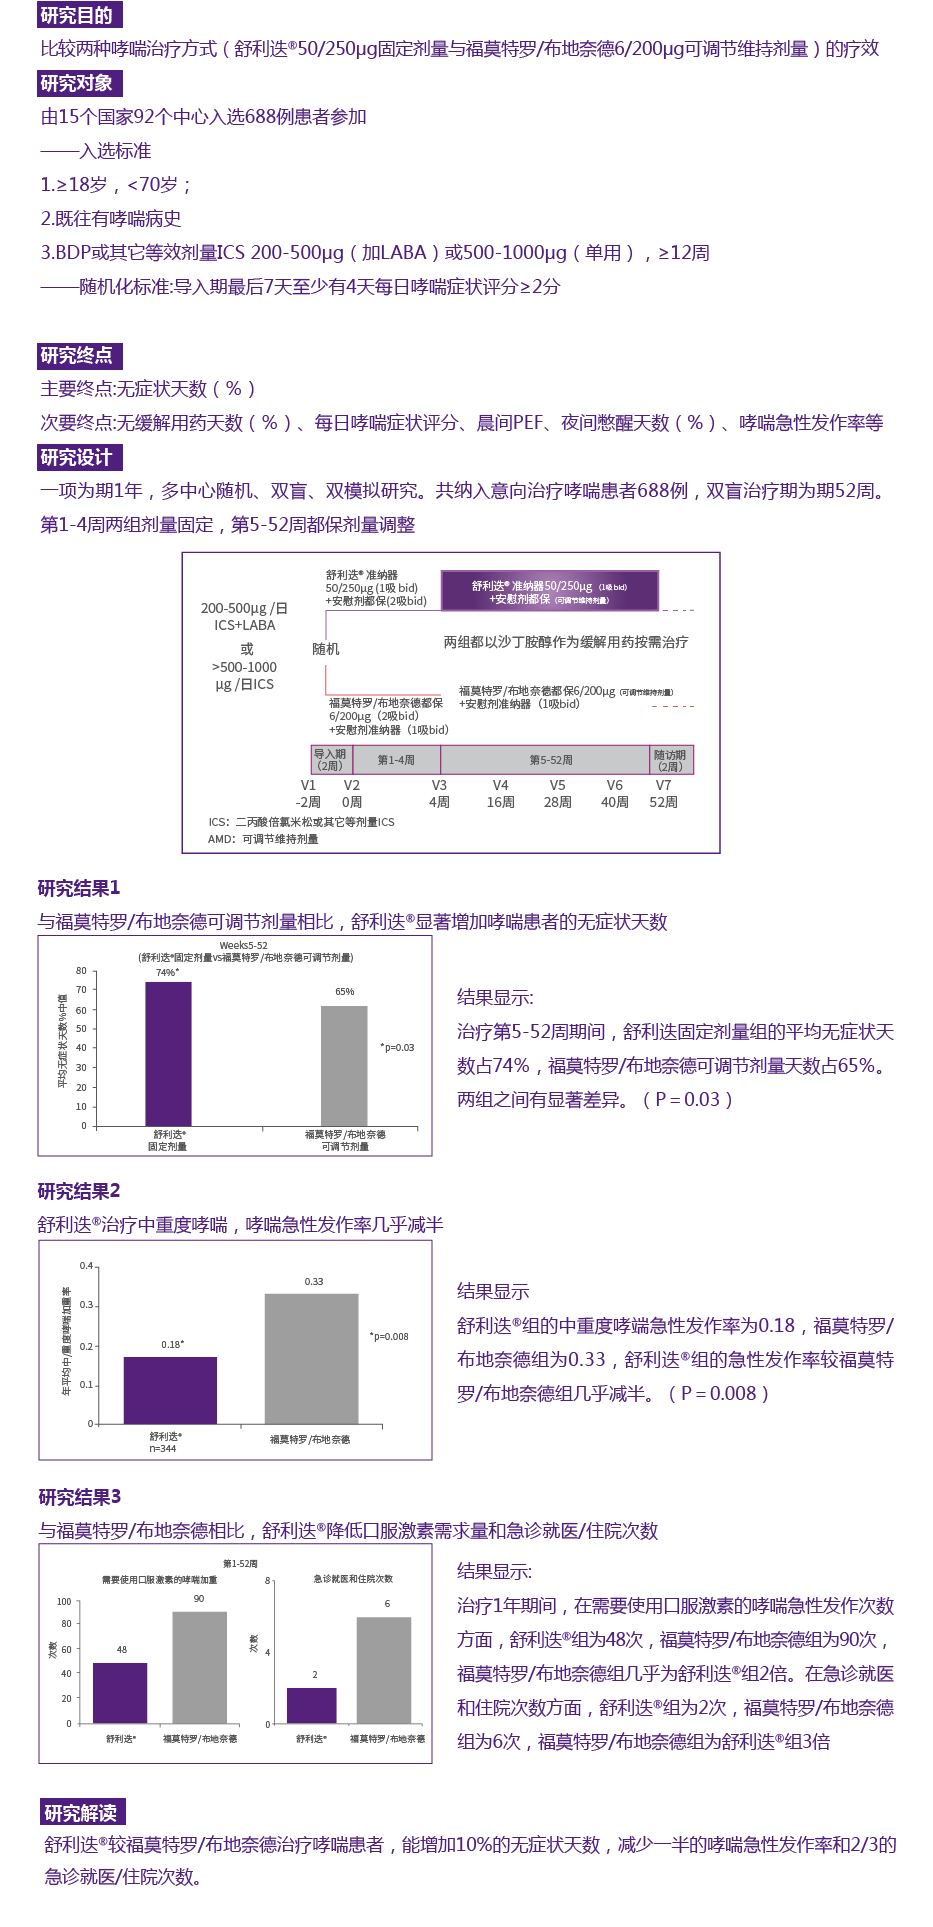 研究目的
比较两种哮喘治疗方式（舒利迭®50/250μg固定剂量与福莫特罗/布地奈德6/200μg可调节维持剂量）的疗效
研究对象
由15个国家92个中心入选688例患者参加
——入选标准
1.≥18岁，<70岁；
2.既往有哮喘病史
3.BDP或其它等效剂量ICS 200-500μg（加LABA）或500-1000μg（单用），≥12周
——随机化标准:导入期最后7天至少有4天每日哮喘症状评分≥2分
研究终点
主要终点:无症状天数（%）
次要终点:无缓解用药天数（%）、每日哮喘症状评分、晨间PEF、夜间憋醒天数（%）、哮喘急性发作率等
研究设计
一项为期1年，多中心随机、双盲、双模拟研究。共纳入意向治疗哮喘患者688例，双盲治疗期为期52周。
第1-4周两组剂量固定，第5-52周都保剂量调整
舒利迭® 准纳器
50/250μg (1吸 bid)
+安慰剂都保(2吸bid)
舒利迭® 准纳器50/250μg（1吸 bid）
+安慰剂都保（可调节维持剂量）
200-500μg /日
ICS+LABA
或
>500-1000
μg /日ICS
随机
两组都以沙丁胺醇作为缓解用药按需治疗
福莫特罗/布地奈德都保
6/200μg（2吸bid）
+安慰剂准纳器（1吸bid）
福莫特罗/布地奈德都保6/200μg（可调节维持剂量）
+安慰剂准纳器（1吸bid）
导入期
（2周）
第1-4周
第5-52周
随访期
（2周）
V1 V2 V3 V4 V5 V6 V7
-2周 0周 4周 16周 28周 40周 52周
ICS：二丙酸倍氯米松或其它等剂量ICS
AMD：可调节维持剂量
研究结果1
与福莫特罗/布地奈德可调节剂量相比，舒利迭®显著增加哮喘患者的无症状天数
Weeks5-52
(舒利迭®固定剂量vs福莫特罗/布地奈德可调节剂量)
平均无症状天数%中值
80
70
60
50
40
30
20
10
0
74%*
65%
*p=0.03
舒利迭®
固定剂量
福莫特罗/布地奈德
可调节剂量
结果显示:
治疗第5-52周期间，舒利迭固定剂量组的平均无症状天
数占74%，福莫特罗/布地奈德可调节剂量天数占65%。
两组之间有显著差异。（P＝0.03）
研究结果2
舒利迭®治疗中重度哮喘，哮喘急性发作率几乎减半
年平均中/重度哮喘加重率
0.4
0.3
0.2
0.1
0
0.18*
0.33
*p=0.008
舒利迭®
n=344
福莫特罗/布地奈德
结果显示
舒利迭®组的中重度哮喘急性发作率为0.18，福莫特罗/
布地奈德组为0.33，舒利迭®组的急性发作率较福莫特
罗/布地奈德组几乎减半。（P＝0.008）
研究结果3
与福莫特罗/布地奈德相比，舒利迭®降低口服激素需求量和急诊就医/住院次数
第1-52周
需要使用口服激素的哮喘加重
次数
100
80
60
40
20
0
48
90
舒利迭®
福莫特罗/布地奈德
急诊就医和住院次数
次数
8
4
0
2
6
舒利迭®
福莫特罗/布地奈德
结果显示:
治疗1年期间，在需要使用口服激素的哮喘急性发作次数
方面，舒利迭®组为48次，福莫特罗/布地奈德组为90次，
福莫特罗/布地奈德组几乎为舒利迭®组2倍。在急诊就医
和住院次数方面，舒利迭®组为2次，福莫特罗/布地奈德
组为6次，福莫特罗/布地奈德组为舒利迭®组3倍
研究解读
舒利迭®较福莫特罗/布地奈德治疗哮喘患者，能增加10%的无症状天数，减少一半的哮喘急性发作率和2/3的
急诊就医/住院次数。